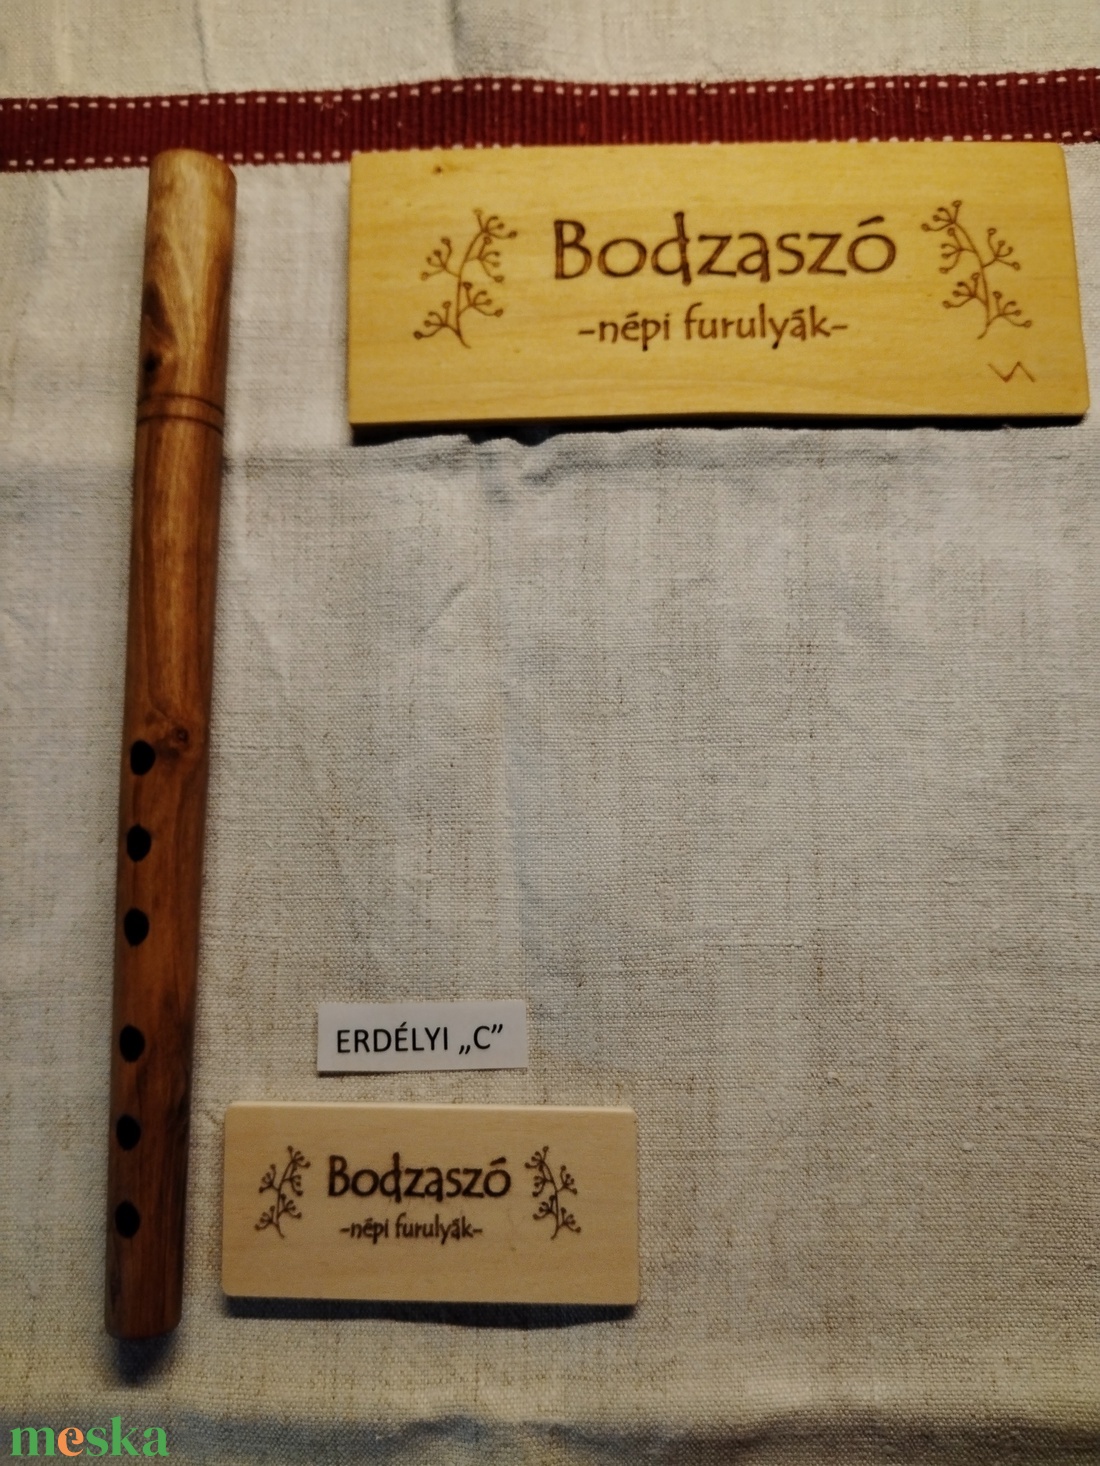 Bodzaszó
-népi furulyák-
ERDÉLYI „C”
Bodzaszó
-népi furulyák-
meska